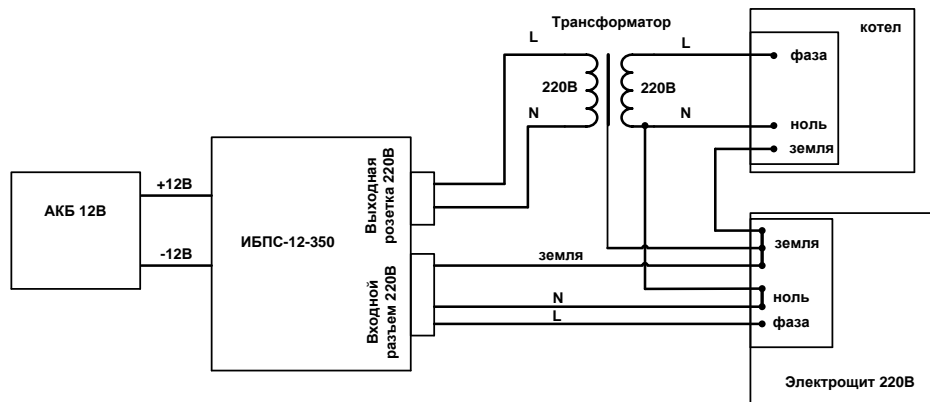 Трансформатор
котел
L
L
фаза
220В
220В
N
N
ноль
земля
Выходная
розетка 220В
+12В
АКБ 12В
ИБПС-12-350
-12В
Входной
разъем 220В
земля
земля
N
ноль
L
фаза
Электрощит 220В